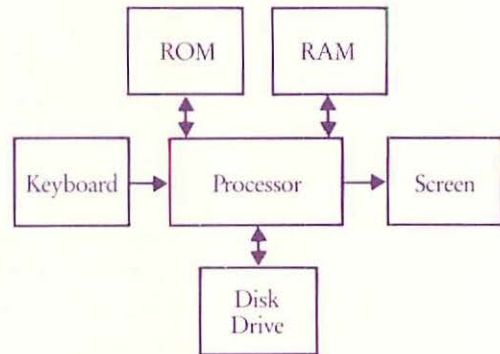 ROM
RAM
Keyboard
Processor
Screen
Disk
Drive